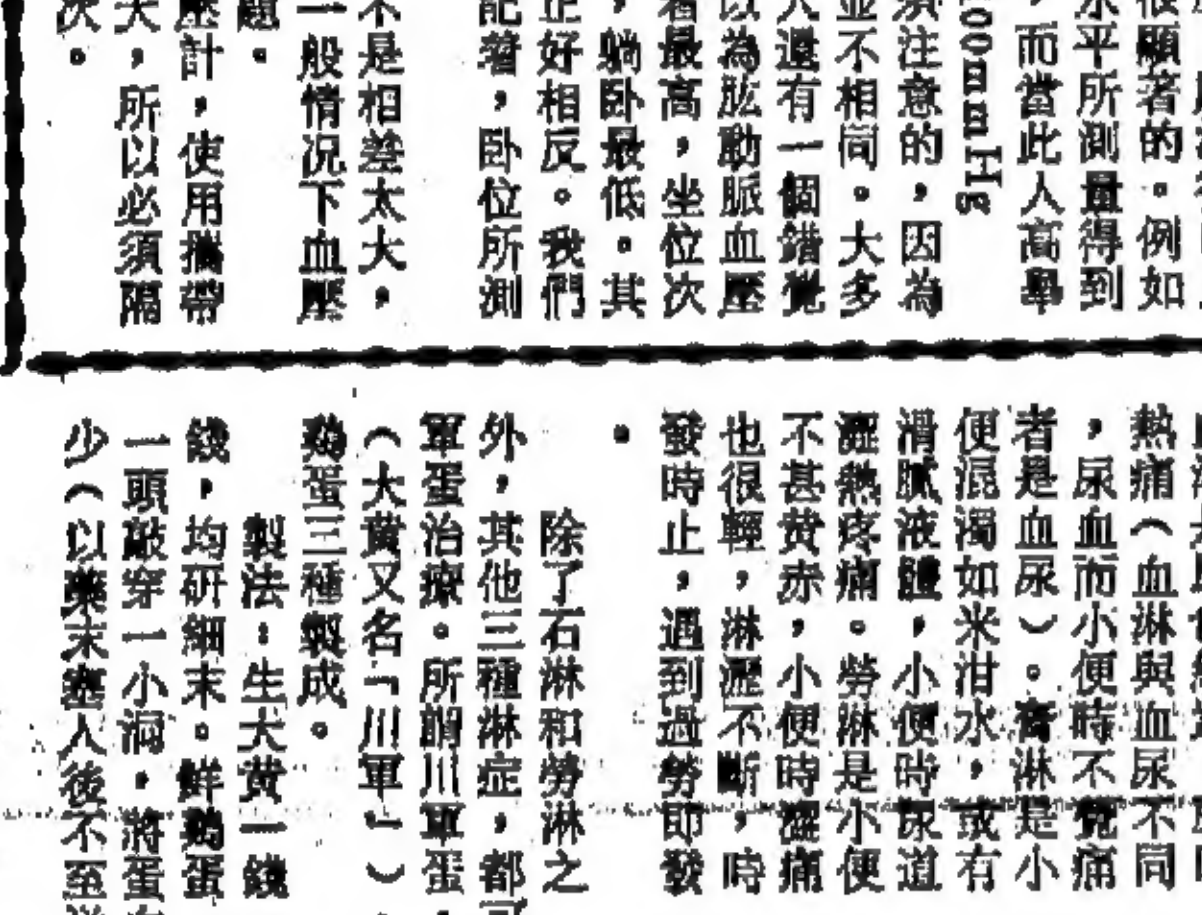 很顯著的。例如
水平所測量得到
，而當此人高舉
100mmHg
須注意的，因為
並不相同。大多
人還有一個錯覺
以為肱動脈血壓
着最高，坐位次
，躺卧最低。其
正好相反。我們
記着，卧位所測
不是相差太大，
一般情况下血壓
題。
壓計，使用攜帶
大，所以必須隔
次。
熱痛（血淋與血尿不同
，尿血而小便時不覺痛
者是血尿）。膏淋是小
便混濁如米泔水，或有
滑膩液體，小便時尿道
澀熱疼痛。勞淋是小便
不甚黄赤，小便時澀痛
也很輕，淋瀝不斷，時
發時止，遇到過勞即發
。
除了石淋和勞淋之
外，其他三種淋症，都可
軍蛋治療。所謂川軍蛋
（大黄又名「川軍」）
鷄蛋三種製成。
製法：生大黄一錢
錢，均研細末。鮮鷄蛋
一頭敲穿一小洞，將蛋
少（以藥末塞人後不至